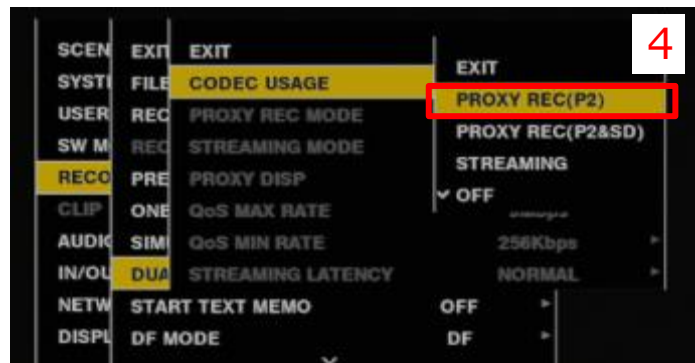 4
SCEN EXIT EXIT
EXIT
SYST FILE CODEC USAGE
PROXY REC(P2)
USER REC PROXY REC MODE
PROXY REC(P2&SD)
SW M REC STREAMING MODE
STREAMING
RECO PRE PROXY DISP
OFF
CLIP ONE QoS MAX RATE
AUDIO SIM QoS MIN RATE 256Kbps
IN/OU DUA STREAMING LATENCY NORMAL
NETW START TEXT MEMO OFF
DISPL DF MODE DF